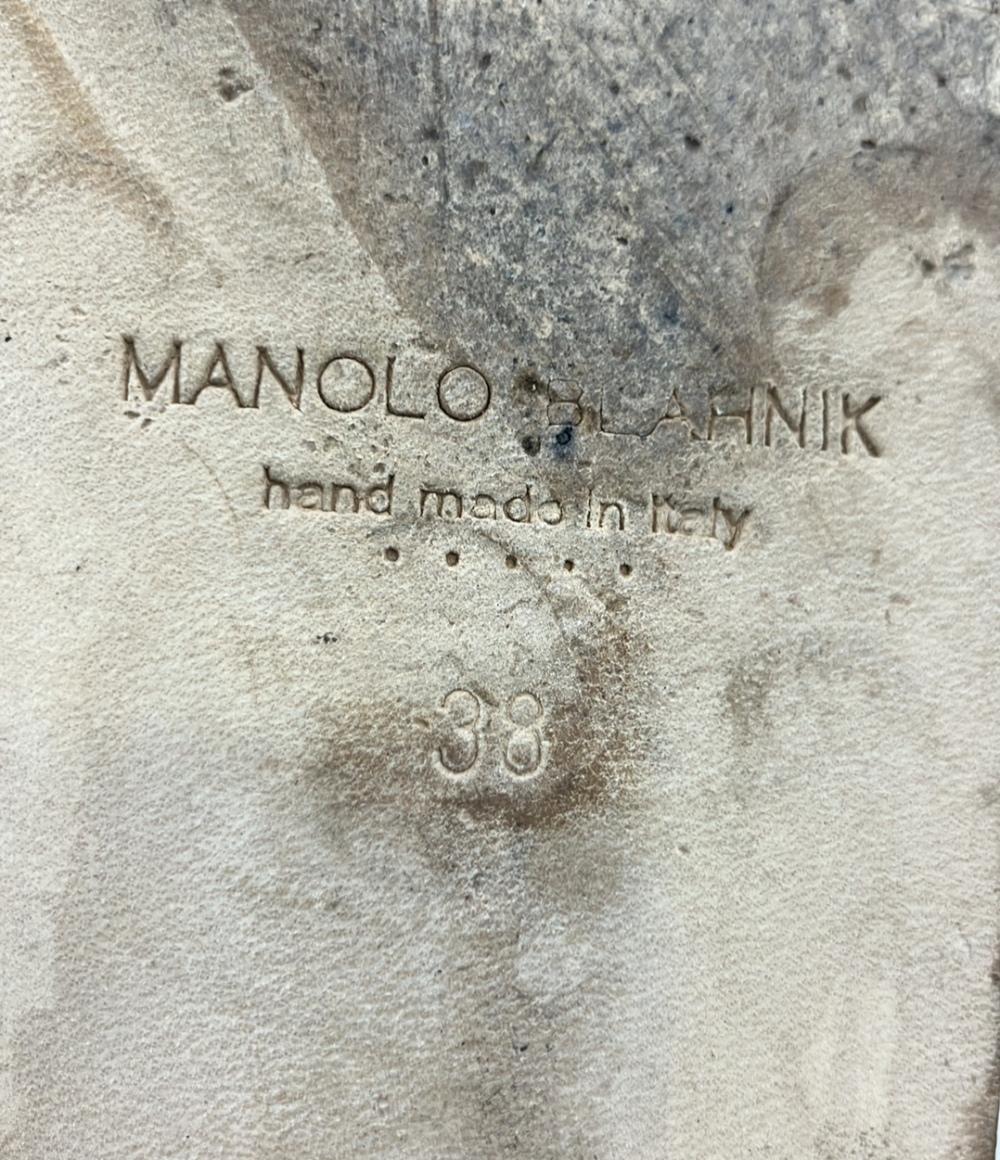 MANOLO BLAHNIK
hand made in Italy
• • • • •
38